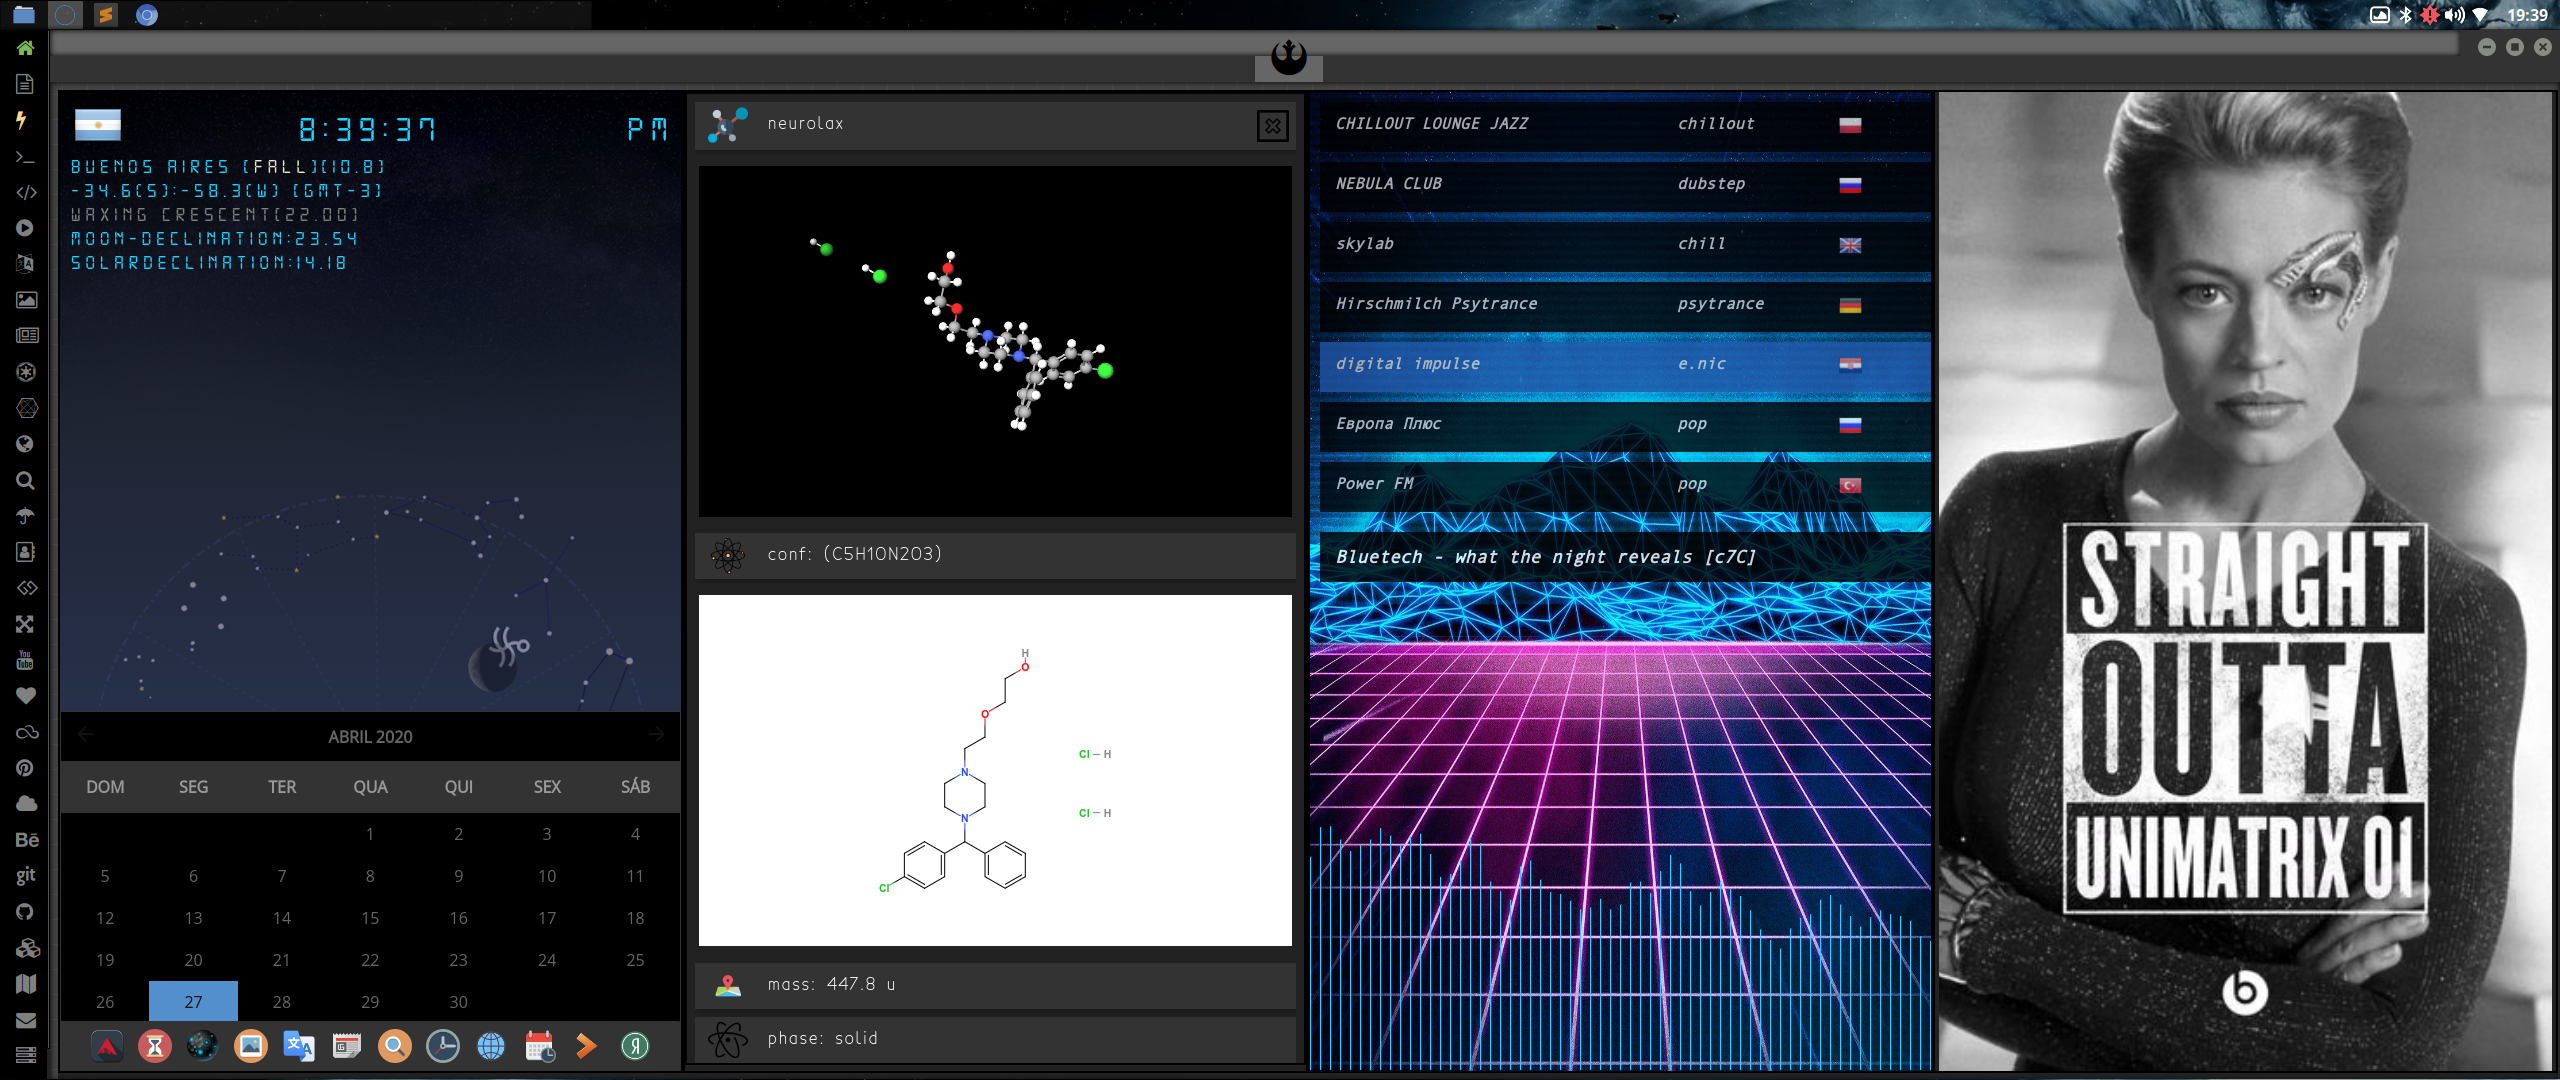 19:39
8:39:37 PM
BUENOS AIRES [FALL][10.8]
-34.6(S):-58.3(W) [GMT-3]
WAXING CRESCENT[22.00]
MOON-DECLINATION:23.54
SOLARDECLINATION:14.18
ABRIL 2020
DOM SEG TER QUA QUI SEX SÁB
1 2 3 4
5 6 7 8 9 10 11
12 13 14 15 16 17 18
19 20 21 22 23 24 25
26 27 28 29 30
neurolax
conf: (C5H10N2O3)
H
O
O
N
N
Cl
Cl – H
Cl – H
mass: 447.8 u
phase: solid
CHILLOUT LOUNGE JAZZ chillout
NEBULA CLUB dubstep
skylab chill
Hirschmilch Psytrance psytrance
digital impulse e.nic
Европа Плюс pop
Power FM pop
Bluetech - what the night reveals [c7C]
STRAIGHT
OUTTA
UNIMATRIX 01
b
You
Tube
Bē
git
文A
Я